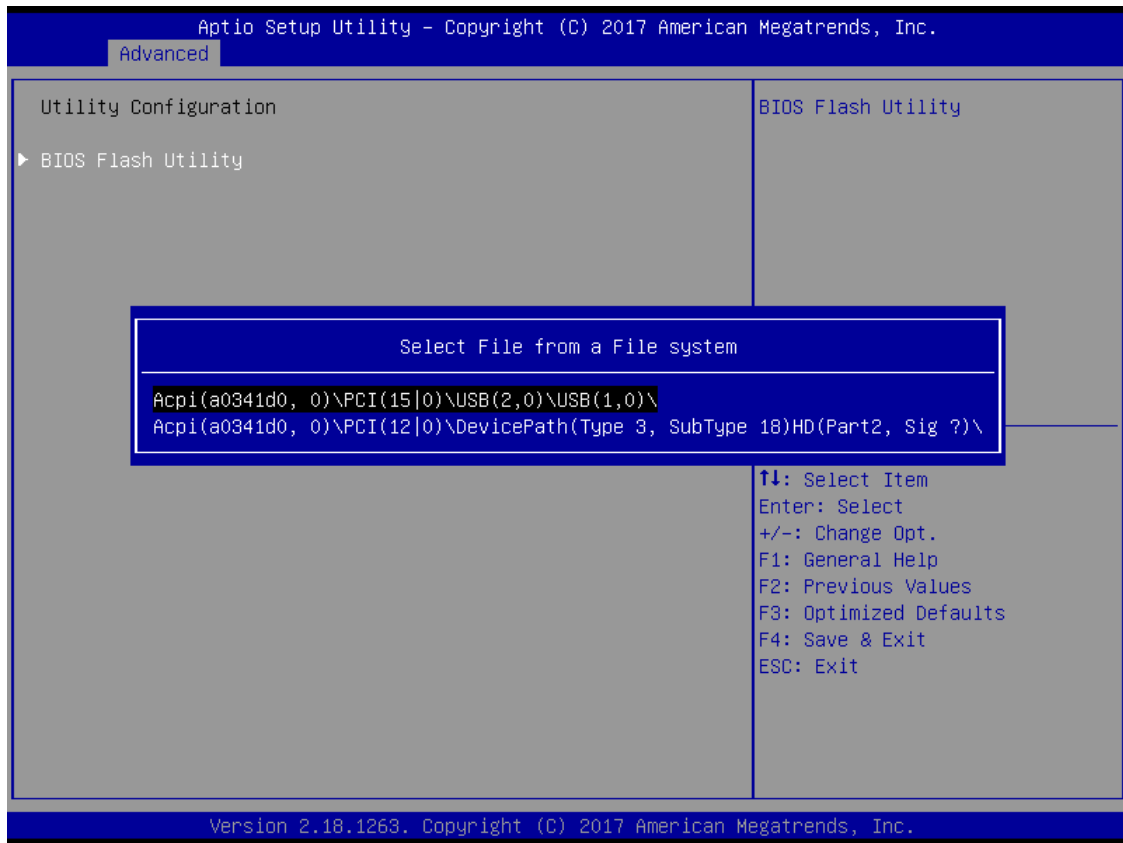 Aptio Setup Utility – Copyright (C) 2017 American Megatrends, Inc.
Advanced
Utility Configuration
BIOS Flash Utility
BIOS Flash Utility
Select File from a File system
Acpi(a0341d0, 0)\PCI(15|0)\USB(2,0)\USB(1,0)\
Acpi(a0341d0, 0)\PCI(12|0)\DevicePath(Type 3, SubType 18)HD(Part2, Sig ?)\
↑↓: Select Item
Enter: Select
+/-: Change Opt.
F1: General Help
F2: Previous Values
F3: Optimized Defaults
F4: Save & Exit
ESC: Exit
Version 2.18.1263. Copyright (C) 2017 American Megatrends, Inc.